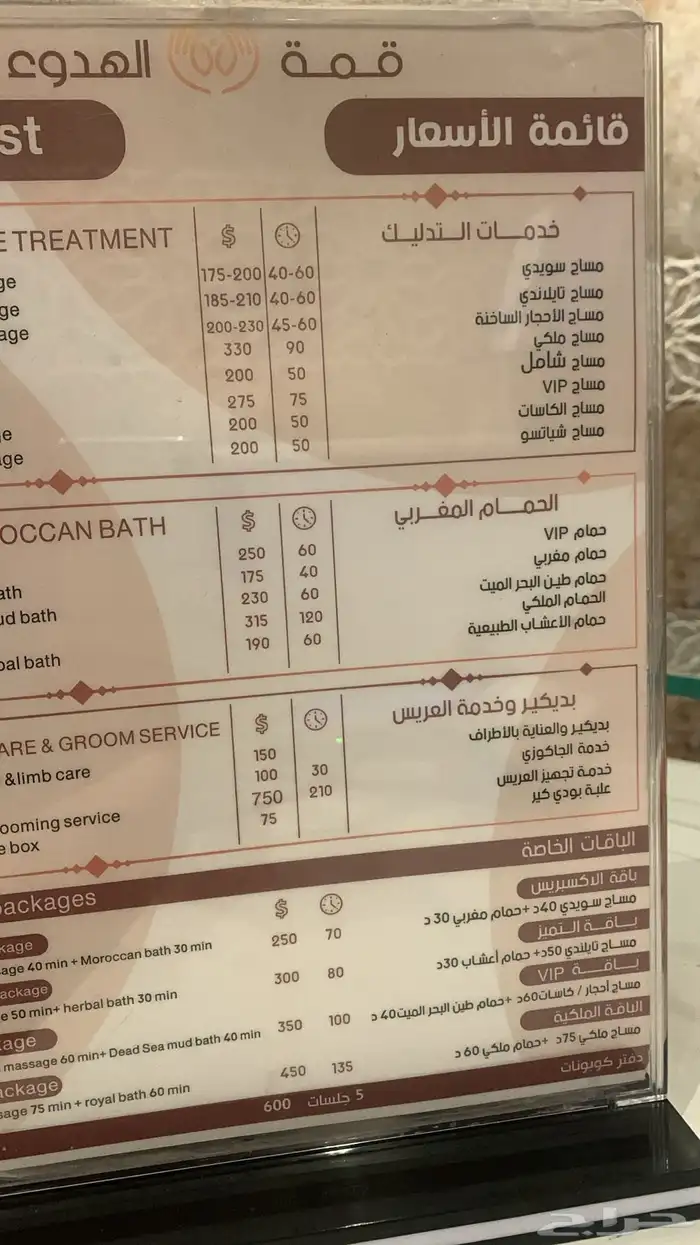 قمة الهدوء
قائمة الأسعار
st
خدمات التدليك $ E TREATMENT
مساج سويدي 40-60 175-200 ge
مساج تايلاندي 40-60 185-210 ge
مساج الأحجار الساخنة 45-60 200-230 age
مساج ملكي 90 330
مساج شامل 50 200
مساج VIP 75 275
مساج الكاسات 50 200 e
مساج شياتسو 50 200 ge
الحمام المغربي $ OCCAN BATH
حمام VIP 60 250
حمام مغربي 40 175 ath
حمام طين البحر الميت 60 230 ud bath
الحمام الملكي 120 315
حمام الأعشاب الطبيعية 60 190 bal bath
بديكير وخدمة العريس $ ARE & GROOM SERVICE
بديكير والعناية بالأطراف 150 &limb care
خدمة الجاكوزي 30 100
خدمة تجهيز العريس 210 750 ooming service
علبة بودي كير 75 e box
الباقات الخاصة
packages
$
باقة الاكسبريس kage
مساج سويدي 40د +حمام مغربي 30 د 70 250 age 40 min + Moroccan bath 30 min
باقة التميز ackage
مساج تايلندي 50د+ حمام أعشاب 30د 80 300 e 50 min+ herbal bath 30 min
باقة VIP kage
مساج أحجار / كاسات60د +حمام طين البحر الميت40 د 100 350 massage 60 min+ Dead Sea mud bath 40 min
الباقة الملكية ackage
مساج ملكي 75د +حمام ملكي 60 د 135 450 sage 75 min + royal bath 60 min
دفتر كوبونات 5 جلسات 600
حراج